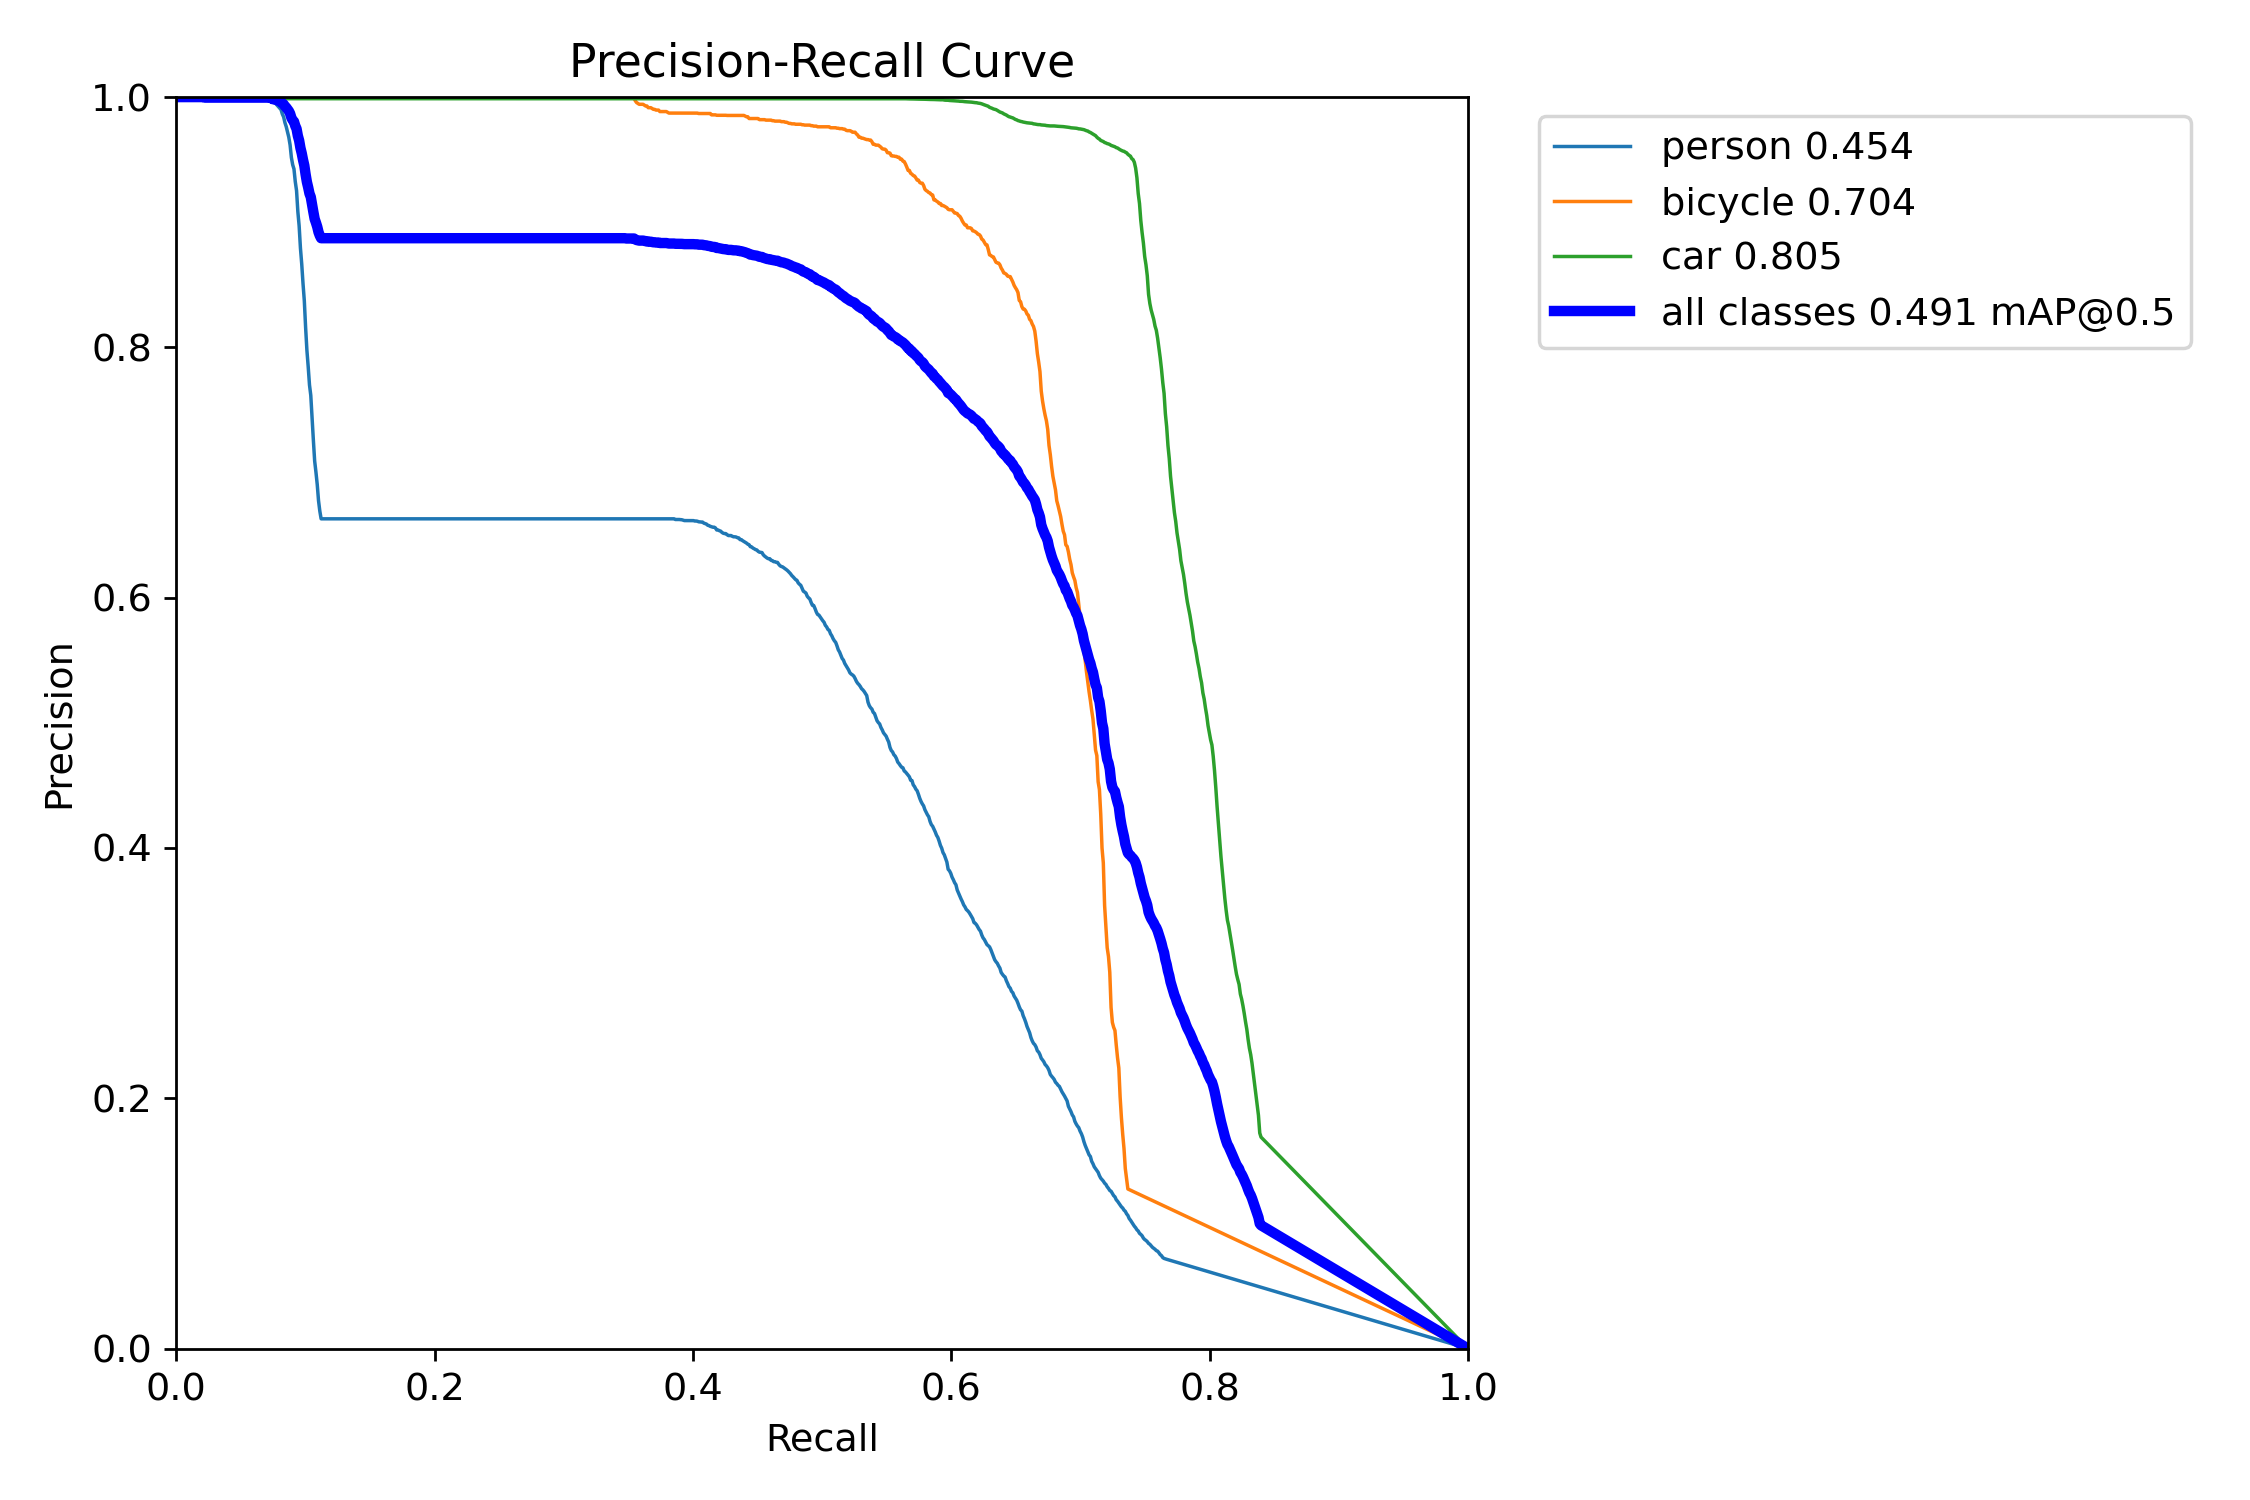 Precision-Recall Curve
1.0
0.8
0.6
0.4
0.2
0.0
Precision
0.0 0.2 0.4 0.6 0.8 1.0
Recall
person 0.454
bicycle 0.704
car 0.805
all classes 0.491 mAP@0.5